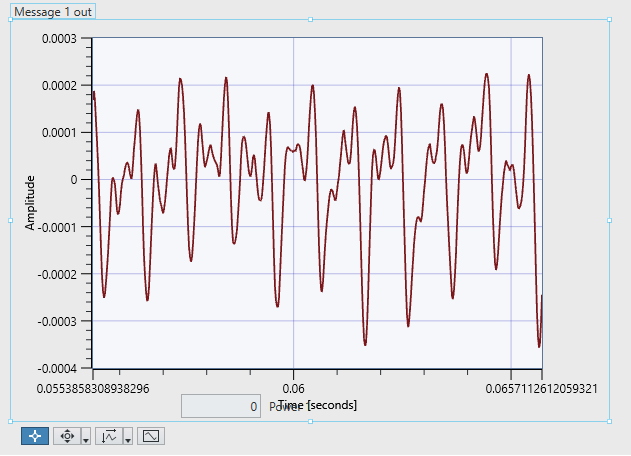 Message 1 out
0.0003
0.0002
0.0001
0
-0.0001
-0.0002
-0.0003
-0.0004
Amplitude
0.0553858308938296 0.06 0.0657112612059321
0 Power
Time [seconds]